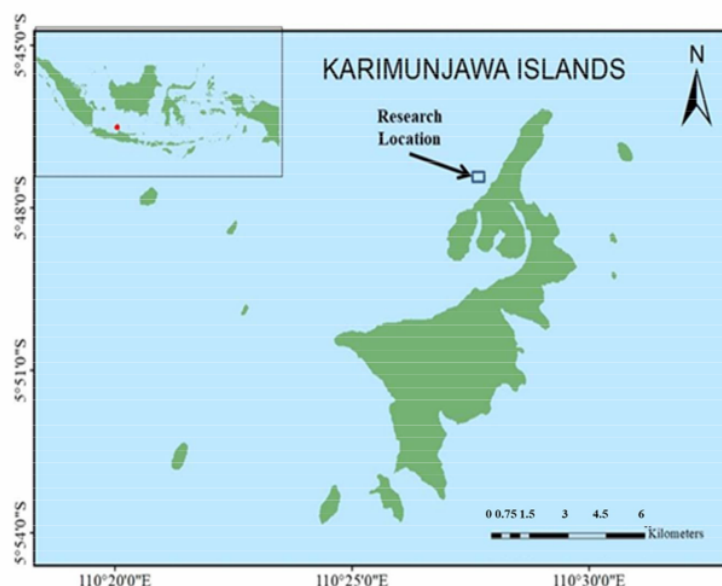 5°45'0"S
KARIMUNJAWA ISLANDS
N
Research
Location
5°48'0"S
5°51'0"S
0 0.75 1.5 3 4.5 6
Kilometers
5°54'0"S
110°20'0"E 110°25'0"E 110°30'0"E